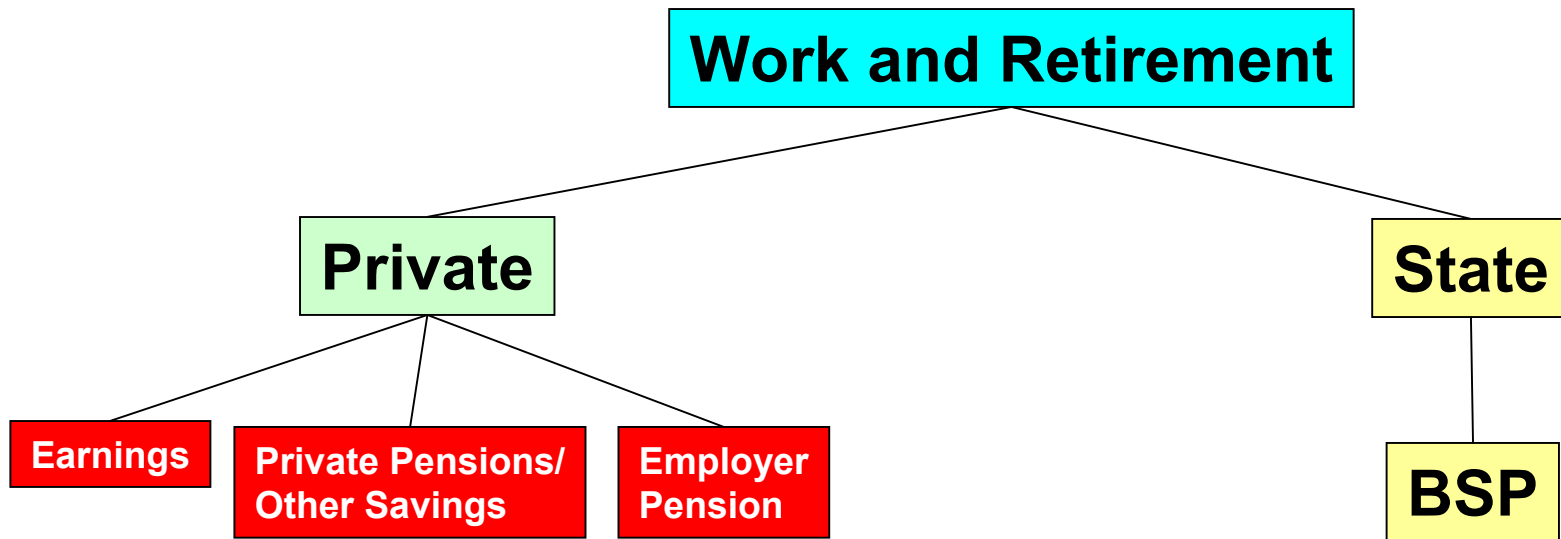 Work and Retirement
Private
State
Earnings
Private Pensions/
Other Savings
Employer
Pension
BSP